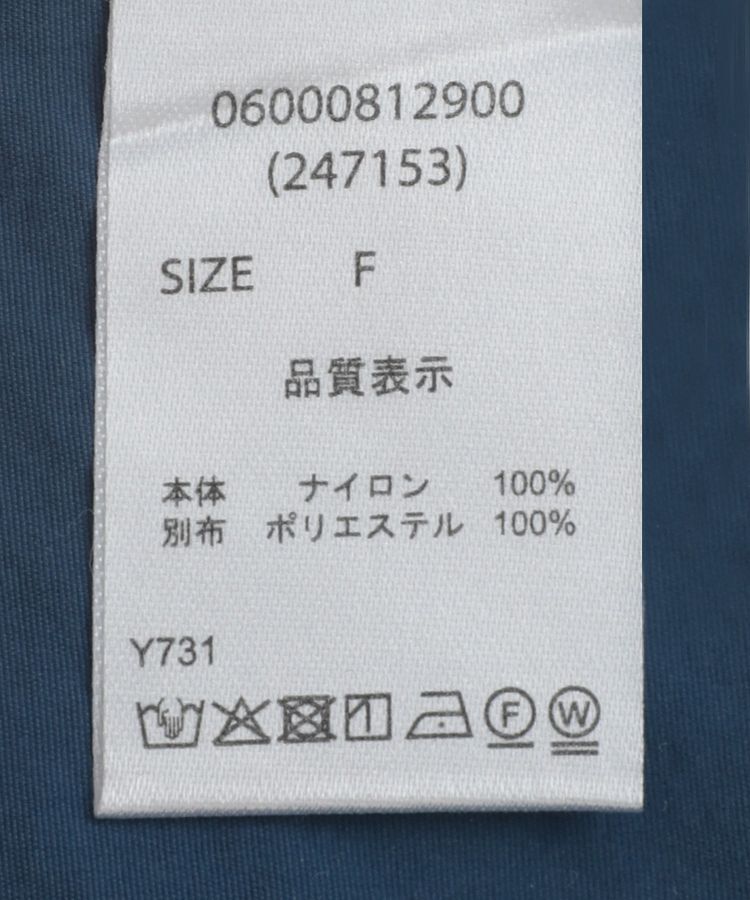 06000812900
(247153)
SIZE F
品質表示
本体 ナイロン 100%
別布 ポリエステル 100%
Y731
F W